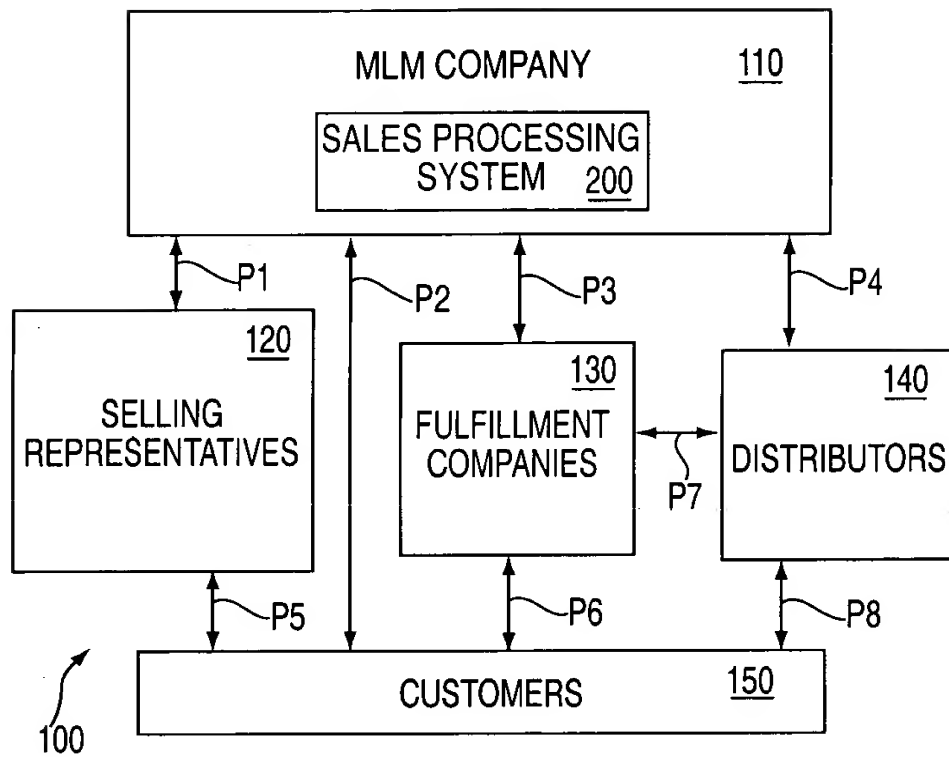 MLM COMPANY
110
SALES PROCESSING
SYSTEM
200
P1
P2
P3
P4
120
SELLING
REPRESENTATIVES
130
FULFILLMENT
COMPANIES
140
DISTRIBUTORS
P7
P5
P6
P8
CUSTOMERS
150
100